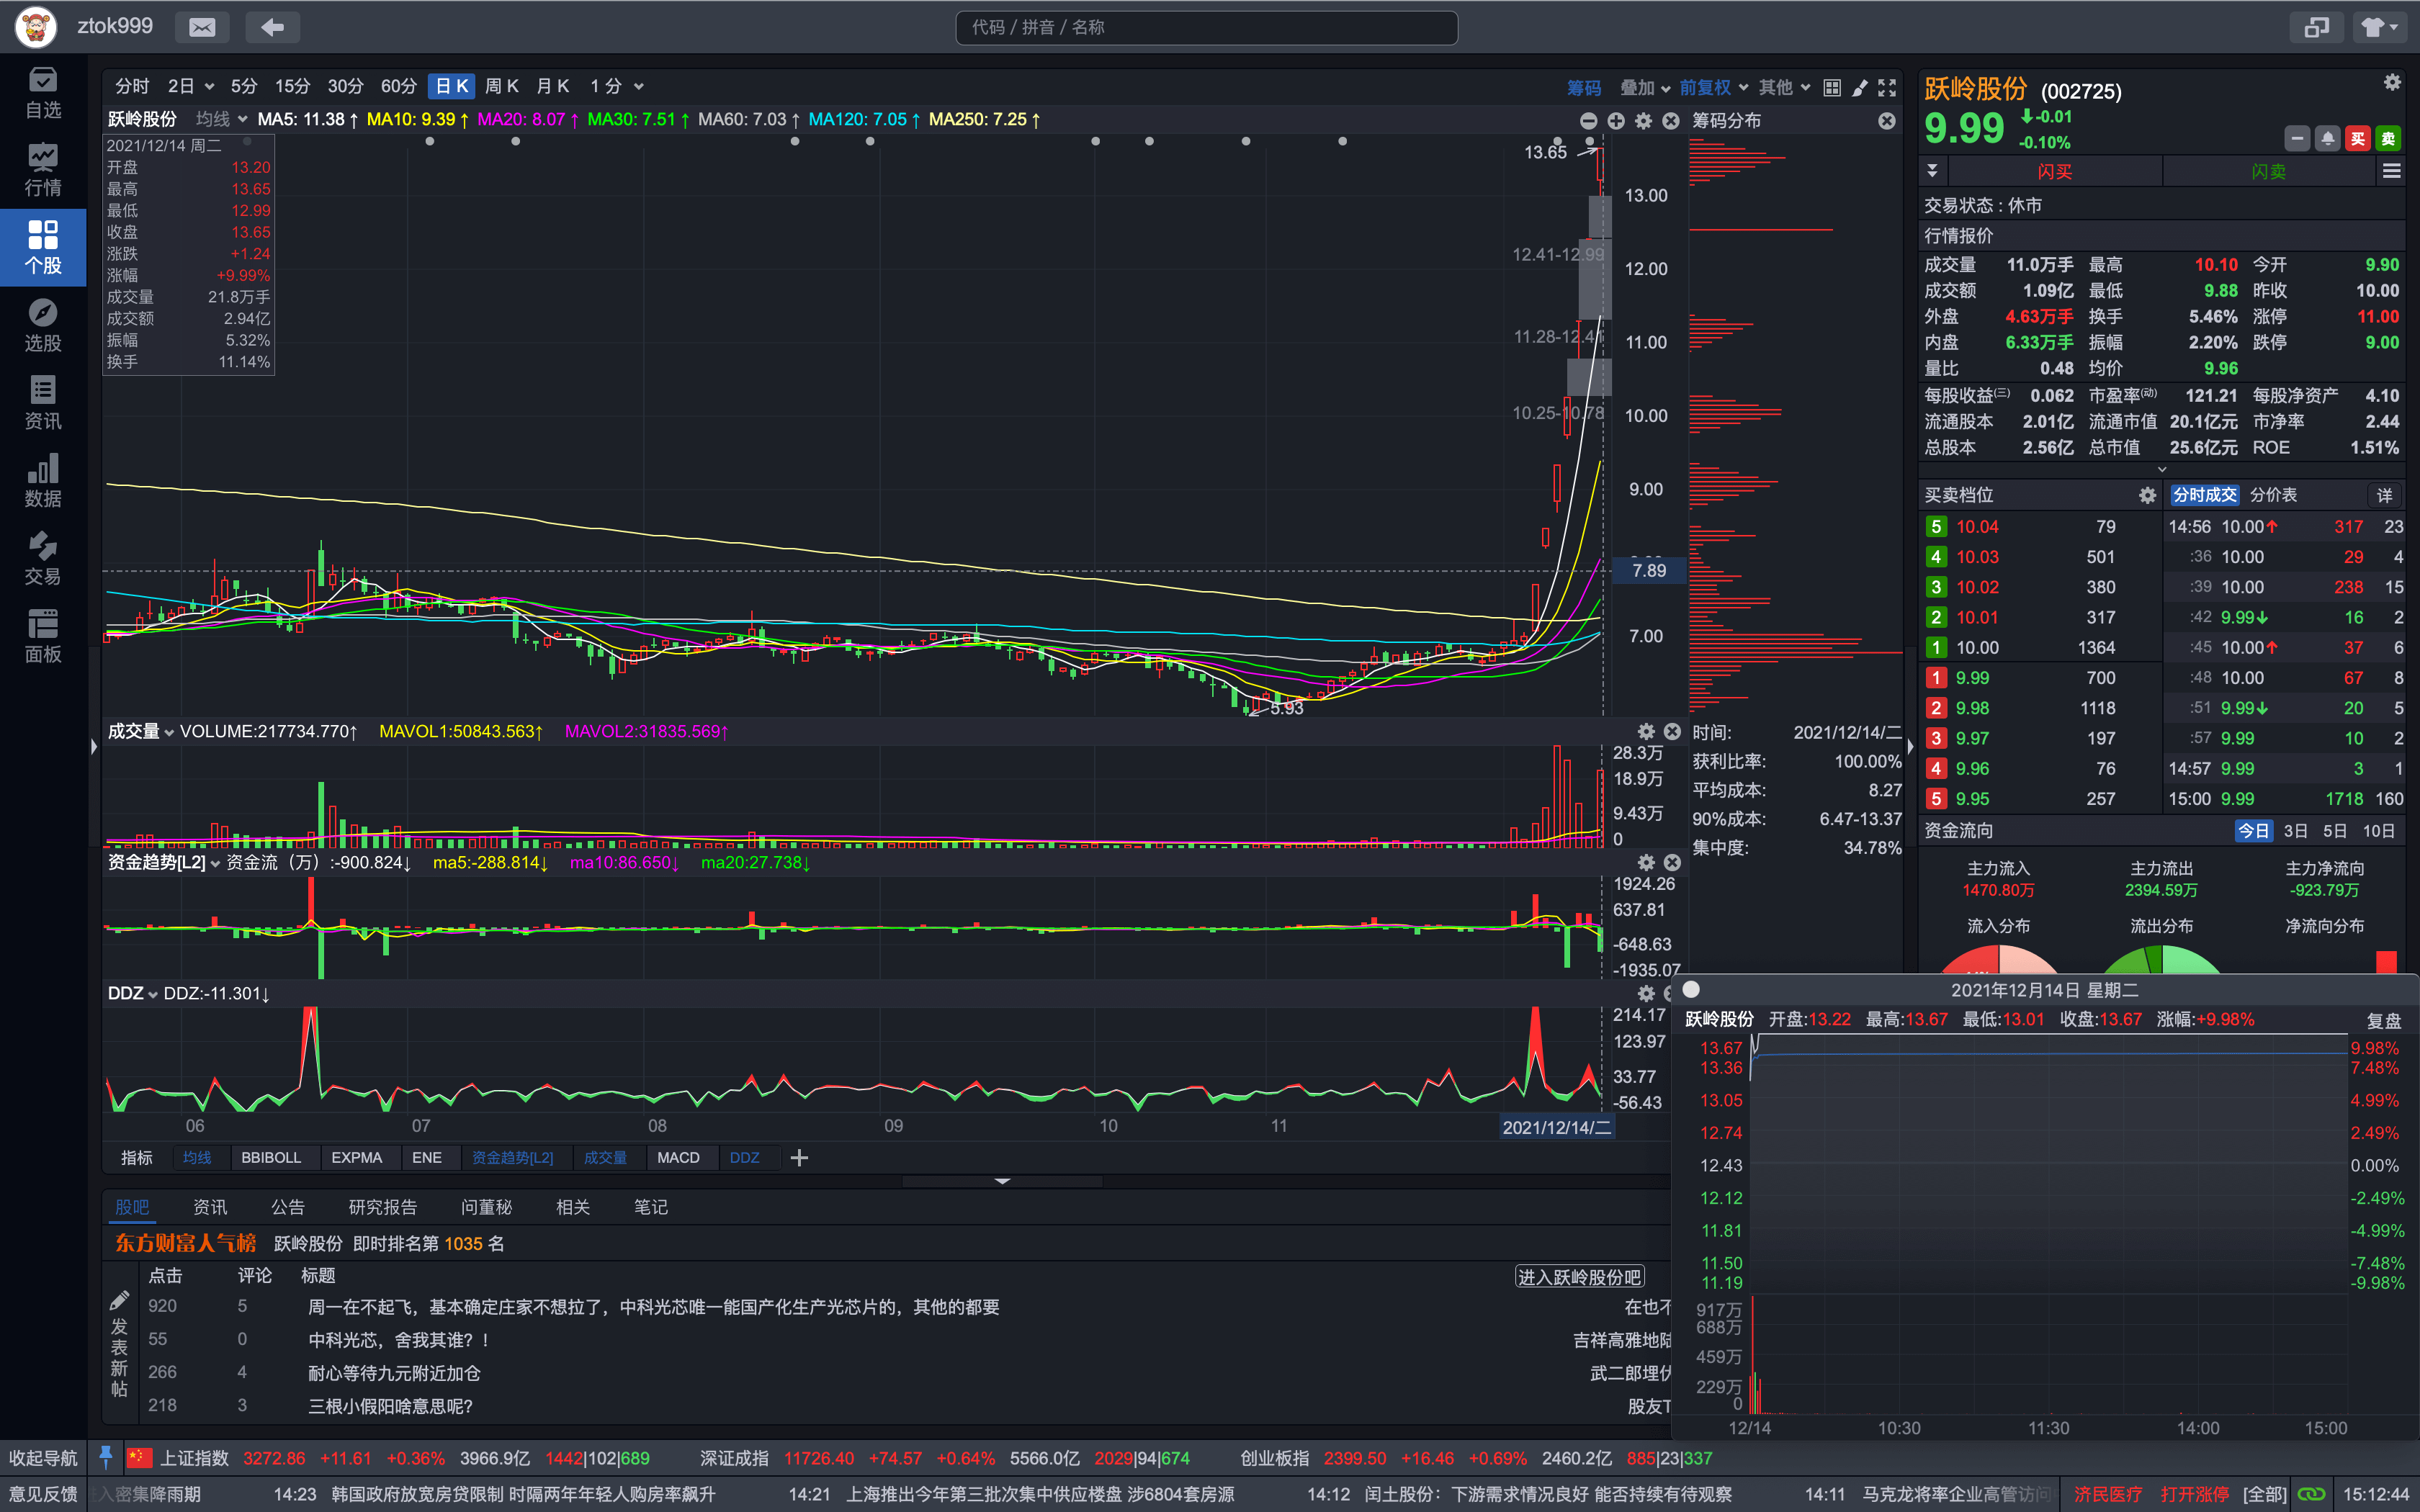 ztok999
代码 / 拼音 / 名称
自选
行情
个股
选股
资讯
数据
交易
面板
分时 2日 5分 15分 30分 60分 日K 周K 月K 1分 筹码 叠加 前复权 其他
跃岭股份 均线 MA5: 11.38↑ MA10: 9.39↑ MA20: 8.07↑ MA30: 7.51↑ MA60: 7.03↑ MA120: 7.05↑ MA250: 7.25↑
2021/12/14 周二
开盘 13.20
最高 13.65
最低 12.99
收盘 13.65
涨跌 +1.24
涨幅 +9.99%
成交量 21.8万手
成交额 2.94亿
振幅 5.32%
换手 11.14%
13.65
12.41-12.99
11.28-12.41
10.25-10.78
5.93
13.00
12.00
11.00
10.00
9.00
7.89
7.00
筹码分布
成交量 VOLUME:217734.770↑ MAVOL1:50843.563↑ MAVOL2:31835.569↑
28.3万
18.9万
9.43万
0
资金趋势[L2] 资金流（万）:-900.824↓ ma5:-288.814↓ ma10:86.650↓ ma20:27.738↓
1924.26
637.81
-648.63
-1935.07
DDZ DDZ:-11.301↓
214.17
123.97
33.77
-56.43
06 07 08 09 10 11 2021/12/14/二
指标 均线 BBIBOLL EXPMA ENE 资金趋势[L2] 成交量 MACD DDZ
时间: 2021/12/14/二
获利比率: 100.00%
平均成本: 8.27
90%成本: 6.47-13.37
集中度: 34.78%
股吧 资讯 公告 研究报告 问董秘 相关 笔记
东方财富人气榜 跃岭股份 即时排名第 1035 名
点击 评论 标题 进入跃岭股份吧
920 5 周一在不起飞，基本确定庄家不想拉了，中科光芯唯一能国产化生产光芯片的，其他的都要 在也不
55 0 中科光芯，舍我其谁？！ 吉祥高雅地陆
266 4 耐心等待九元附近加仓 武二郎埋伏
218 3 三根小假阳啥意思呢? 股友T
发表新帖
跃岭股份 (002725)
9.99 -0.01
-0.10%
买 卖
闪买 闪卖
交易状态 : 休市
行情报价
成交量 11.0万手 最高 10.10 今开 9.90
成交额 1.09亿 最低 9.88 昨收 10.00
外盘 4.63万手 换手 5.46% 涨停 11.00
内盘 6.33万手 振幅 2.20% 跌停 9.00
量比 0.48 均价 9.96
每股收益(三) 0.062 市盈率(动) 121.21 每股净资产 4.10
流通股本 2.01亿 流通市值 20.1亿元 市净率 2.44
总股本 2.56亿 总市值 25.6亿元 ROE 1.51%
买卖档位 分时成交 分价表 详
5 10.04 79 14:56 10.00↑ 317 23
4 10.03 501 :36 10.00 29 4
3 10.02 380 :39 10.00 238 15
2 10.01 317 :42 9.99↓ 16 2
1 10.00 1364 :45 10.00↑ 37 6
1 9.99 700 :48 10.00 67 8
2 9.98 1118 :51 9.99↓ 20 5
3 9.97 197 :57 9.99 10 2
4 9.96 76 14:57 9.99 3 1
5 9.95 257 15:00 9.99 1718 160
资金流向 今日 3日 5日 10日
主力流入 主力流出 主力净流向
1470.80万 2394.59万 -923.79万
流入分布 流出分布 净流向分布
2021年12月14日 星期二
跃岭股份 开盘:13.22 最高:13.67 最低:13.01 收盘:13.67 涨幅:+9.98% 复盘
13.67 9.98%
13.36 7.48%
13.05 4.99%
12.74 2.49%
12.43 0.00%
12.12 -2.49%
11.81 -4.99%
11.50 -7.48%
11.19 -9.98%
917万
688万
459万
229万
0
12/14 10:30 11:30 14:00 15:00
收起导航 上证指数 3272.86 +11.61 +0.36% 3966.9亿 1442|102|689 深证成指 11726.40 +74.57 +0.64% 5566.0亿 2029|94|674 创业板指 2399.50 +16.46 +0.69% 2460.2亿 885|23|337
意见反馈 入密集降雨期 14:23 韩国政府放宽房贷限制 时隔两年年轻人购房率飙升 14:21 上海推出今年第三批次集中供应楼盘 涉6804套房源 14:12 闰土股份：下游需求情况良好 能否持续有待观察 14:11 马克龙将率企业高管访问 济民医疗 打开涨停 [全部] 15:12:44